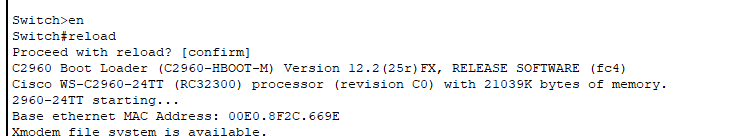 Switch>en
Switch#reload
Proceed with reload? [confirm]
C2960 Boot Loader (C2960-HBOOT-M) Version 12.2(25r)FX, RELEASE SOFTWARE (fc4)
Cisco WS-C2960-24TT (RC32300) processor (revision C0) with 21039K bytes of memory.
2960-24TT starting...
Base ethernet MAC Address: 00E0.8F2C.669E
Xmodem file system is available.